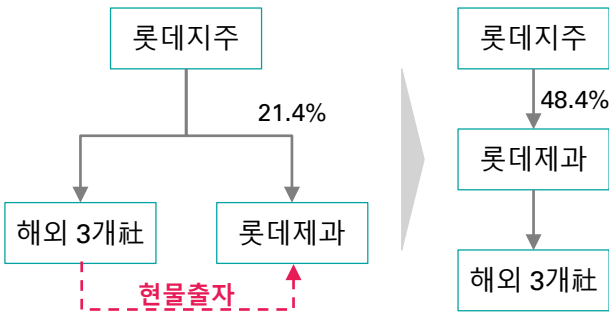 롯데지주
21.4%
해외 3개社
롯데제과
현물출자
롯데지주
48.4%
롯데제과
해외 3개社